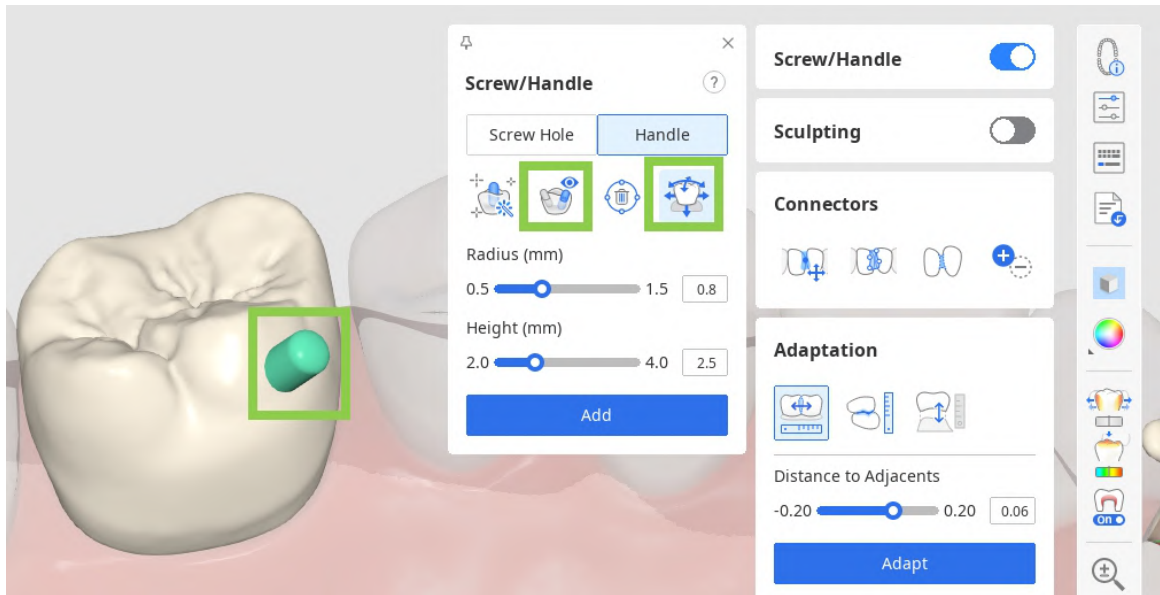 Screw/Handle
?
Screw Hole
Handle
Radius (mm)
0.5
1.5
0.8
Height (mm)
2.0
4.0
2.5
Add
Screw/Handle
Sculpting
Connectors
Adaptation
Distance to Adjacents
-0.20
0.20
0.06
Adapt
On